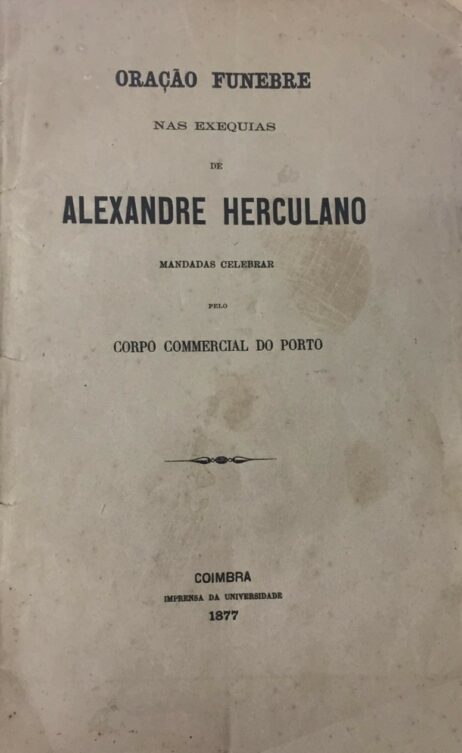 ORAÇÃO FUNEBRE
NAS EXEQUIAS
DE
ALEXANDRE HERCULANO
MANDADAS CELEBRAR
PELO
CORPO COMMERCIAL DO PORTO
COIMBRA
IMPRENSA DA UNIVERSIDADE
1877